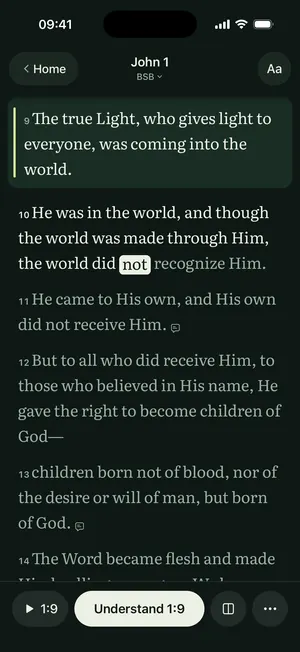 09:41
Home
John 1
BSB
Aa
9 The true Light, who gives light to
everyone, was coming into the
world.
10 He was in the world, and though
the world was made through Him,
the world did not recognize Him.
11 He came to His own, and His own
did not receive Him.
12 But to all who did receive Him, to
those who believed in His name, He
gave the right to become children of
God—
13 children born not of blood, nor of
the desire or will of man, but born
of God.
14 The Word became flesh and made
1:9
Understand 1:9